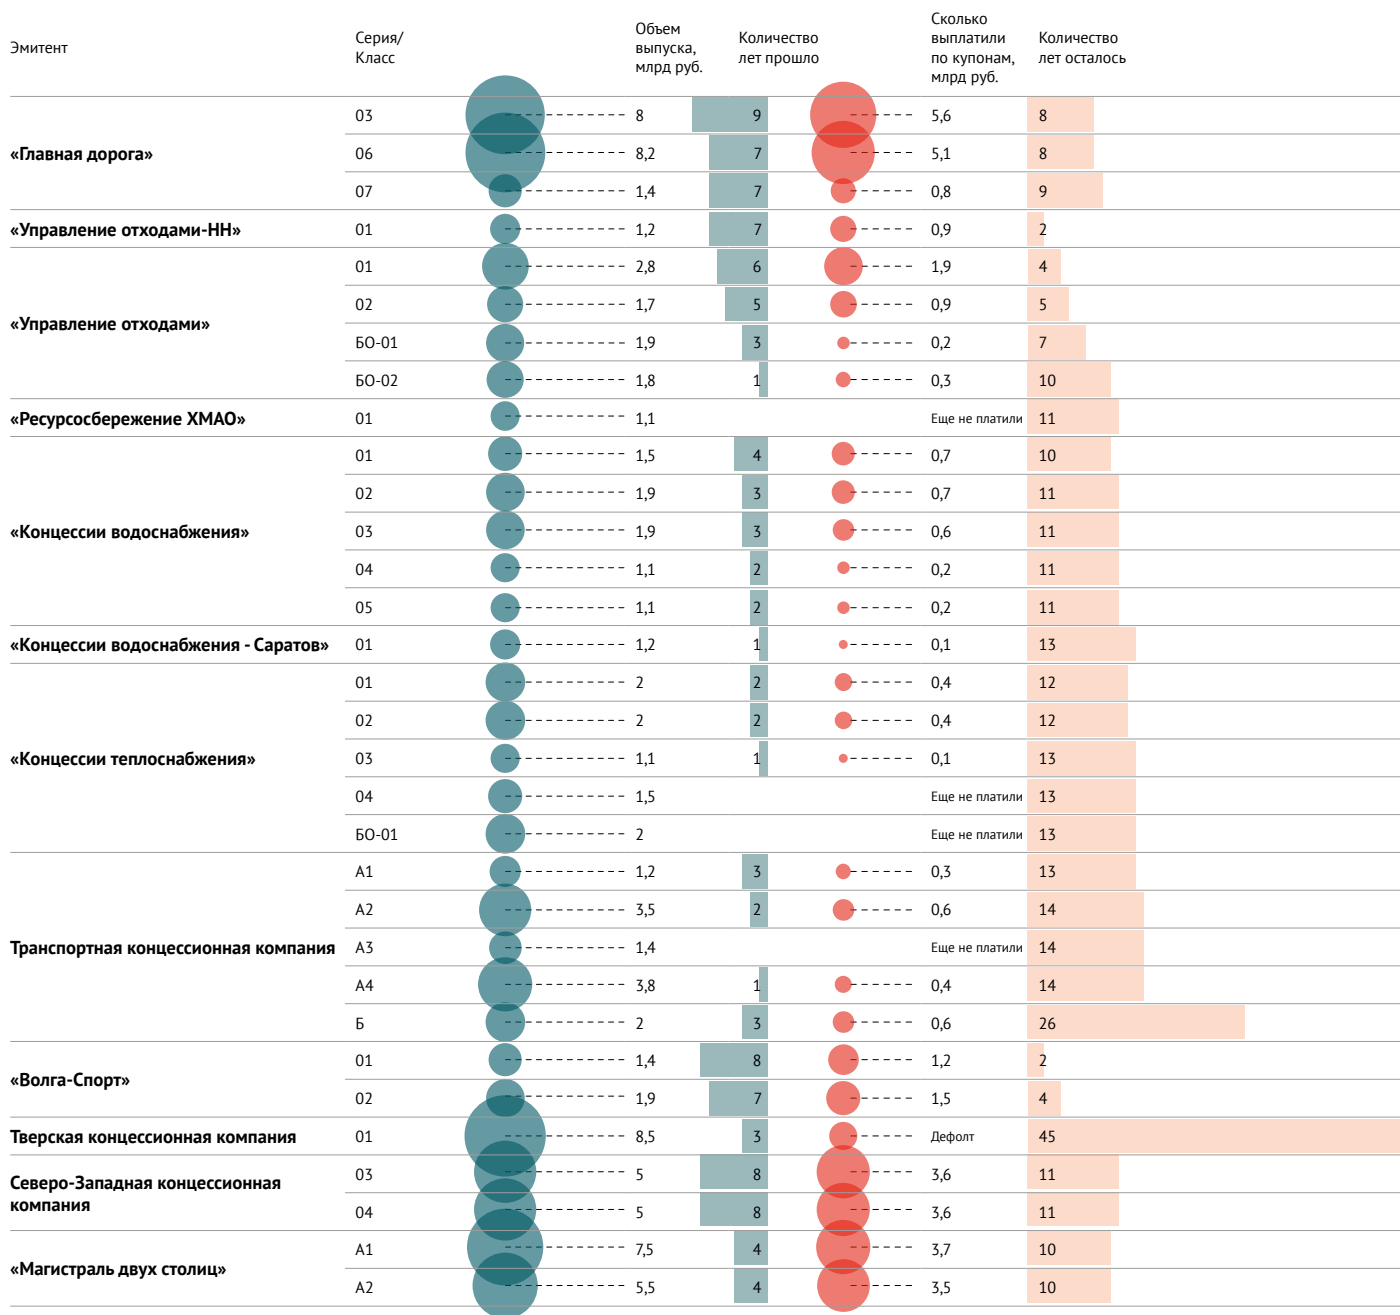 Эмитент
Серия/
Класс
Объем
выпуска,
млрд руб.
Количество
лет прошло
Сколько
выплатили
по купонам,
млрд руб.
Количество
лет осталось
«Главная дорога»
03 8 9 5,6 8
06 8,2 7 5,1 8
07 1,4 7 0,8 9
«Управление отходами-НН» 01 1,2 7 0,9 2
«Управление отходами»
01 2,8 6 1,9 4
02 1,7 5 0,9 5
БО-01 1,9 3 0,2 7
БО-02 1,8 1 0,3 10
«Ресурсосбережение ХМАО» 01 1,1 Еще не платили 11
«Концессии водоснабжения»
01 1,5 4 0,7 10
02 1,9 3 0,7 11
03 1,9 3 0,6 11
04 1,1 2 0,2 11
05 1,1 2 0,2 11
«Концессии водоснабжения - Саратов» 01 1,2 1 0,1 13
«Концессии теплоснабжения»
01 2 2 0,4 12
02 2 2 0,4 12
03 1,1 1 0,1 13
04 1,5 Еще не платили 13
БО-01 2 Еще не платили 13
Транспортная концессионная компания
А1 1,2 3 0,3 13
А2 3,5 2 0,6 14
А3 1,4 Еще не платили 14
А4 3,8 1 0,4 14
Б 2 3 0,6 26
«Волга-Спорт»
01 1,4 8 1,2 2
02 1,9 7 1,5 4
Тверская концессионная компания 01 8,5 3 Дефолт 45
Северо-Западная концессионная
компания
03 5 8 3,6 11
04 5 8 3,6 11
«Магистраль двух столиц»
А1 7,5 4 3,7 10
А2 5,5 4 3,5 10